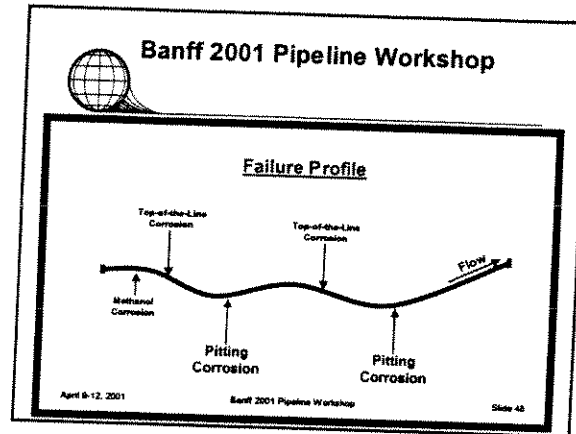 Banff 2001 Pipeline Workshop
Failure Profile
Top-of-the-Line
Corrosion
Top-of-the-Line
Corrosion
Flow
Methanol
Corrosion
Pitting
Corrosion
Pitting
Corrosion
April 9-12, 2001
Banff 2001 Pipeline Workshop
Slide 48